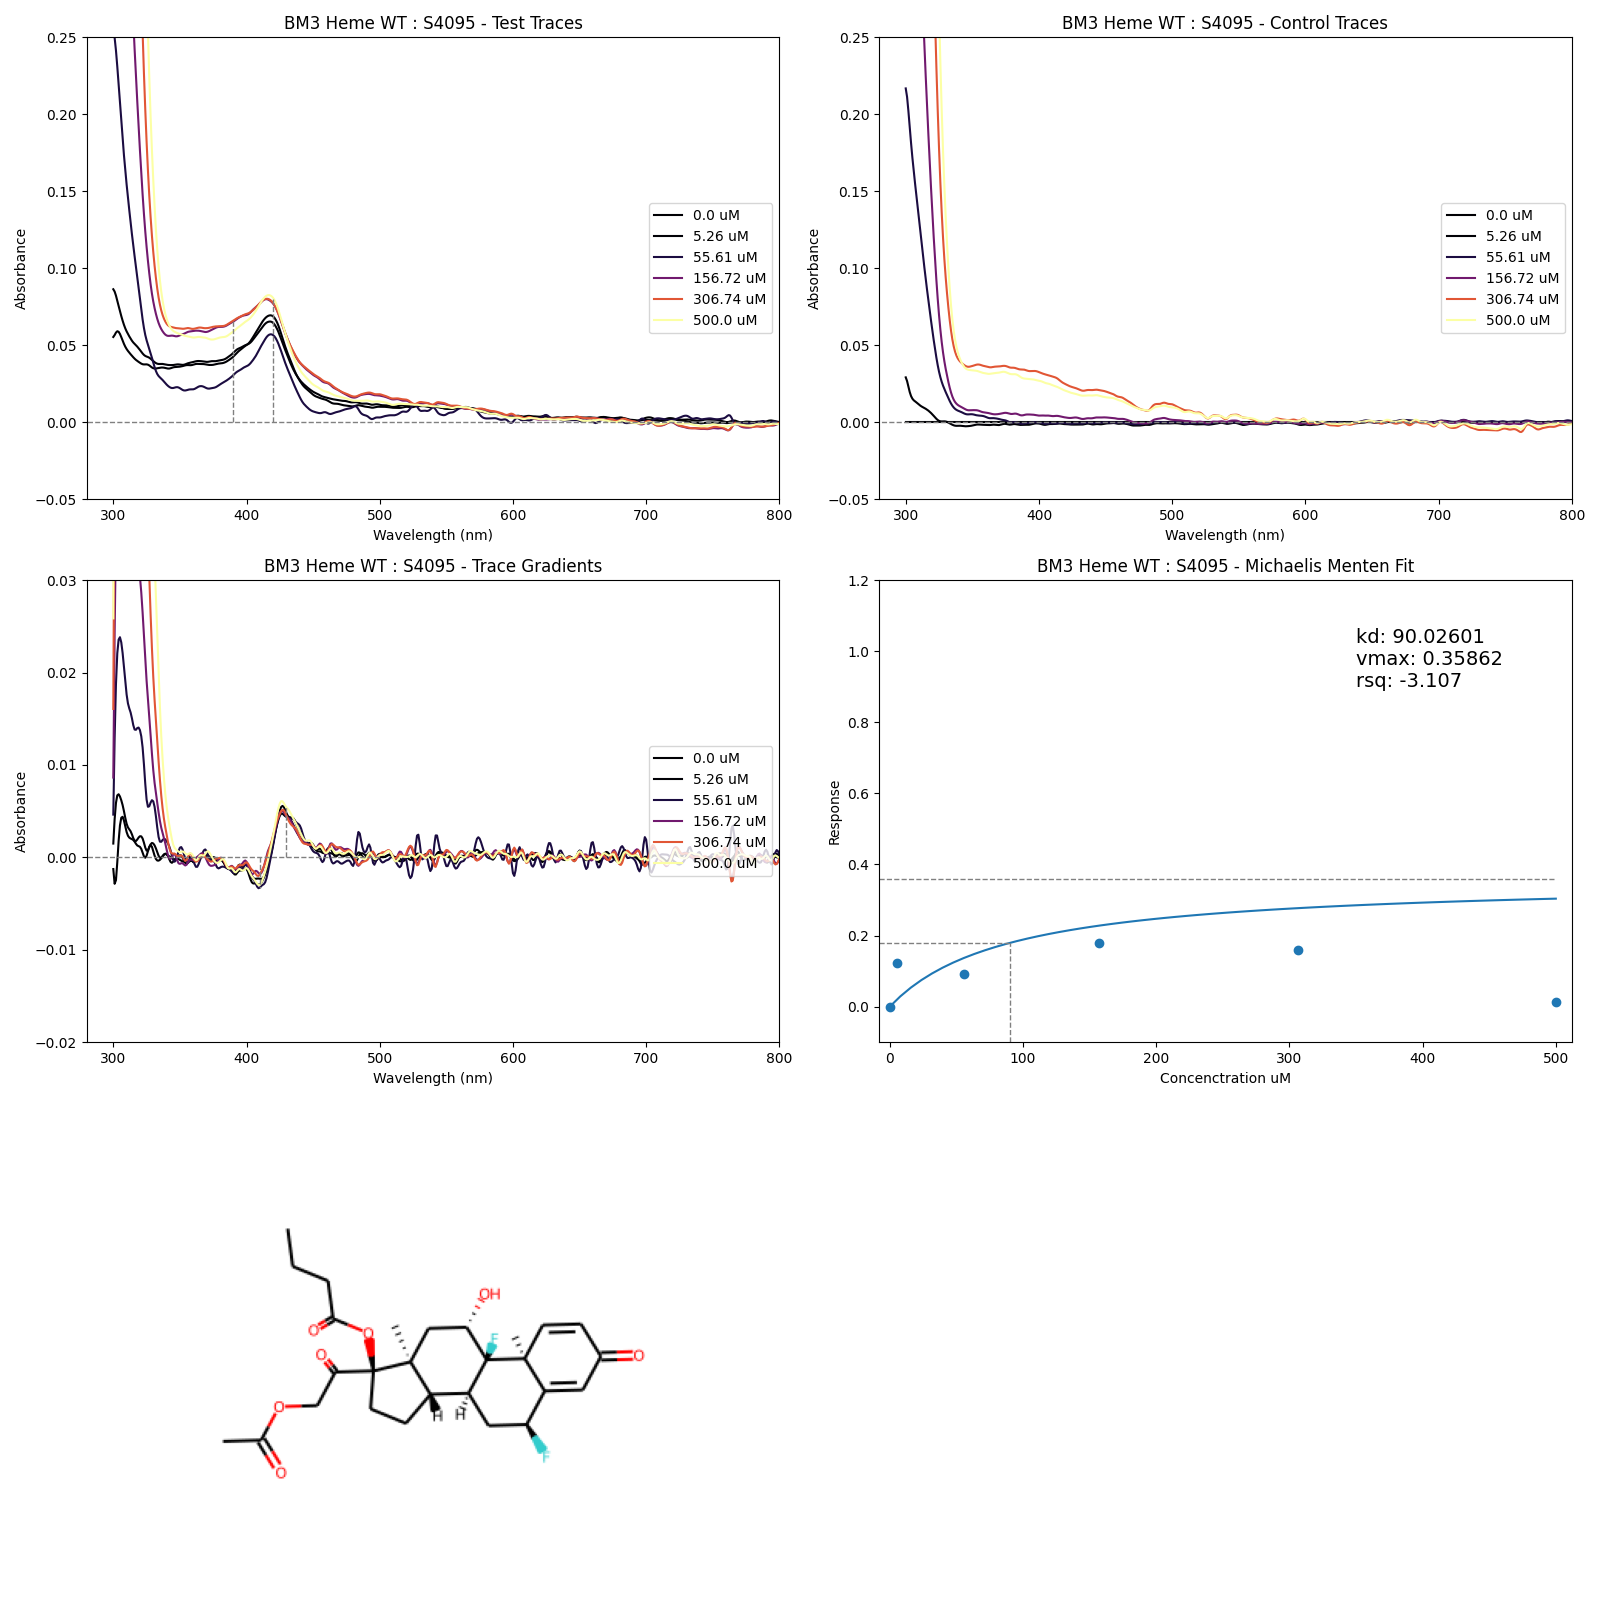 BM3 Heme WT : S4095 - Test Traces
0.25
0.20
0.15
0.10
0.05
0.00
−0.05
Absorbance
300 400 500 600 700 800
Wavelength (nm)
0.0 uM
5.26 uM
55.61 uM
156.72 uM
306.74 uM
500.0 uM
BM3 Heme WT : S4095 - Control Traces
0.25
0.20
0.15
0.10
0.05
0.00
−0.05
Absorbance
300 400 500 600 700 800
Wavelength (nm)
0.0 uM
5.26 uM
55.61 uM
156.72 uM
306.74 uM
500.0 uM
BM3 Heme WT : S4095 - Trace Gradients
0.03
0.02
0.01
0.00
−0.01
−0.02
Absorbance
300 400 500 600 700 800
Wavelength (nm)
0.0 uM
5.26 uM
55.61 uM
156.72 uM
306.74 uM
500.0 uM
BM3 Heme WT : S4095 - Michaelis Menten Fit
1.2
1.0
0.8
0.6
0.4
0.2
0.0
Response
0 100 200 300 400 500
Concenctration uM
kd: 90.02601
vmax: 0.35862
rsq: -3.107
OH
O
O
F
O
O
O
H
H
F
O